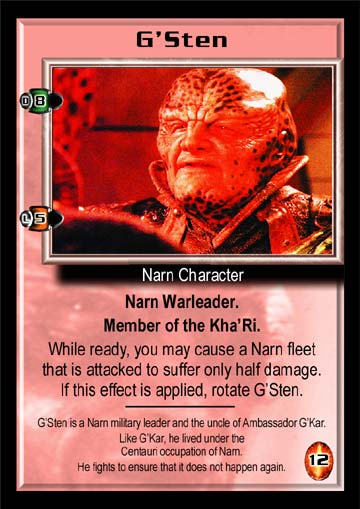 G'Sten
D 8
L 5
Narn Character
Narn Warleader.
Member of the Kha'Ri.
While ready, you may cause a Narn fleet
that is attacked to suffer only half damage.
If this effect is applied, rotate G'Sten.
G'Sten is a Narn military leader and the uncle of Ambassador G'Kar.
Like G'Kar, he lived under the
Centauri occupation of Narn.
He fights to ensure that it does not happen again.
12